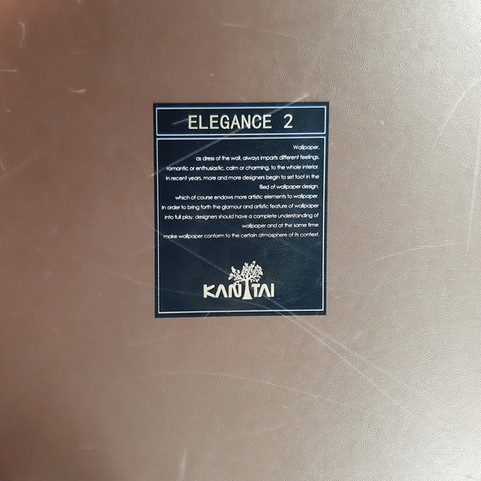 ELEGANCE 2
Wallpaper,
as dress of the wall, always imparts different feelings,
romantic or enthusiastic, calm or charming, to the whole interior.
In recent years, more and more designers begin to set foot in the
filed of wallpaper design,
which of course endows more artistic elements to wallpaper.
In order to bring forth the glamour and artistic feature of wallpaper
into full play, designers should have a complete understanding of
wallpaper and at the same time
make wallpaper conform to the certain atmosphere of its context.
KANTAI